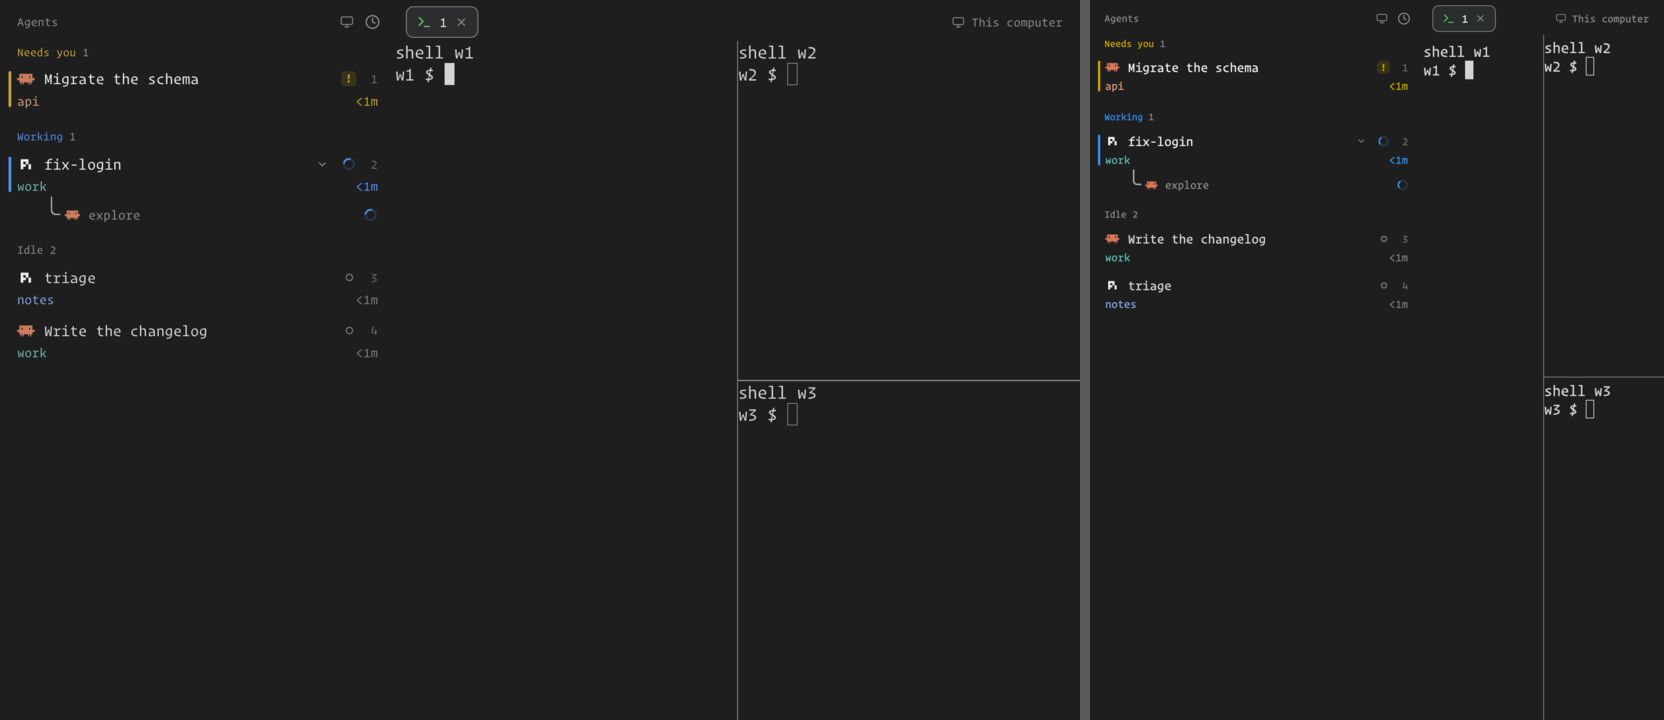 Agents
>_ 1 ×
This computer
Needs you 1
Migrate the schema ! 1
api <1m
Working 1
fix-login 2
work <1m
explore
Idle 2
triage 3
notes <1m
Write the changelog 4
work <1m
shell w1
w1 $
shell w2
w2 $
shell w3
w3 $
Agents
>_ 1 ×
This computer
Needs you 1
Migrate the schema ! 1
api <1m
Working 1
fix-login 2
work <1m
explore
Idle 2
Write the changelog 3
work <1m
triage 4
notes <1m
shell w1
w1 $
shell w2
w2 $
shell w3
w3 $